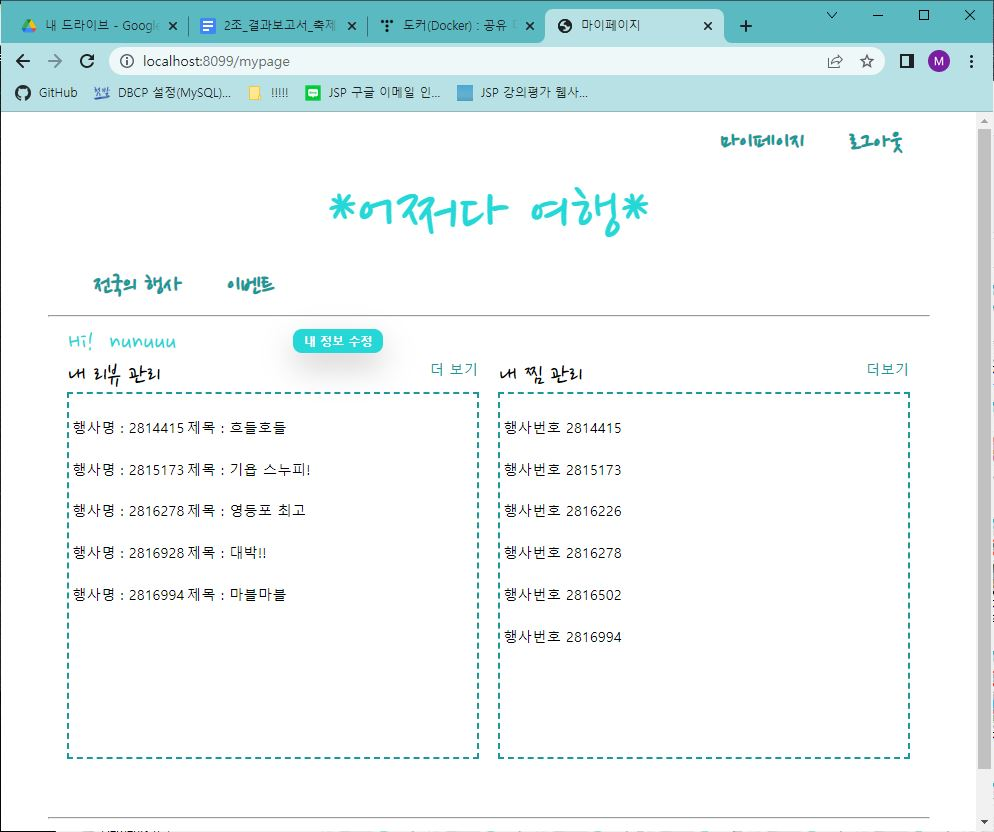 내 드라이브 - Google
2조_결과보고서_축제
도커(Docker) : 공유
마이페이지
localhost:8099/mypage
M
GitHub
DBCP 설정(MySQL)...
!!!!!
JSP 구글 이메일 인...
JSP 강의평가 웹사...
마이페이지 로그아웃
*어쩌다 여행*
전국의 행사 이벤트
Hi! nunuuu
내 정보 수정
내 리뷰 관리
더 보기
행사명 : 2814415 제목 : 흐들흐들
행사명 : 2815173 제목 : 기욥 스누피!
행사명 : 2816278 제목 : 영등포 최고
행사명 : 2816928 제목 : 대박!!
행사명 : 2816994 제목 : 마블마블
내 찜 관리
더보기
행사번호 2814415
행사번호 2815173
행사번호 2816226
행사번호 2816278
행사번호 2816502
행사번호 2816994